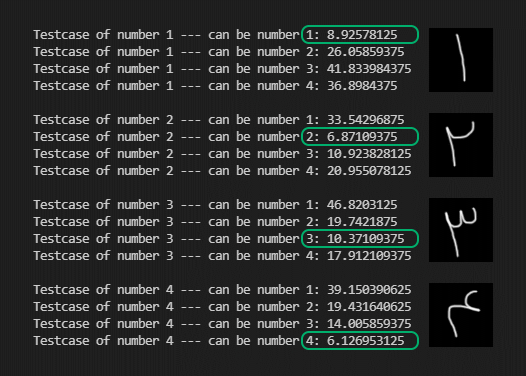 Testcase of number 1 --- can be number 1: 8.92578125
Testcase of number 1 --- can be number 2: 26.05859375
Testcase of number 1 --- can be number 3: 41.833984375
Testcase of number 1 --- can be number 4: 36.8984375
١
Testcase of number 2 --- can be number 1: 33.54296875
Testcase of number 2 --- can be number 2: 6.87109375
Testcase of number 2 --- can be number 3: 10.923828125
Testcase of number 2 --- can be number 4: 20.955078125
٢
Testcase of number 3 --- can be number 1: 46.8203125
Testcase of number 3 --- can be number 2: 19.7421875
Testcase of number 3 --- can be number 3: 10.37109375
Testcase of number 3 --- can be number 4: 17.912109375
٣
Testcase of number 4 --- can be number 1: 39.150390625
Testcase of number 4 --- can be number 2: 19.431640625
Testcase of number 4 --- can be number 3: 14.005859375
Testcase of number 4 --- can be number 4: 6.126953125
۴